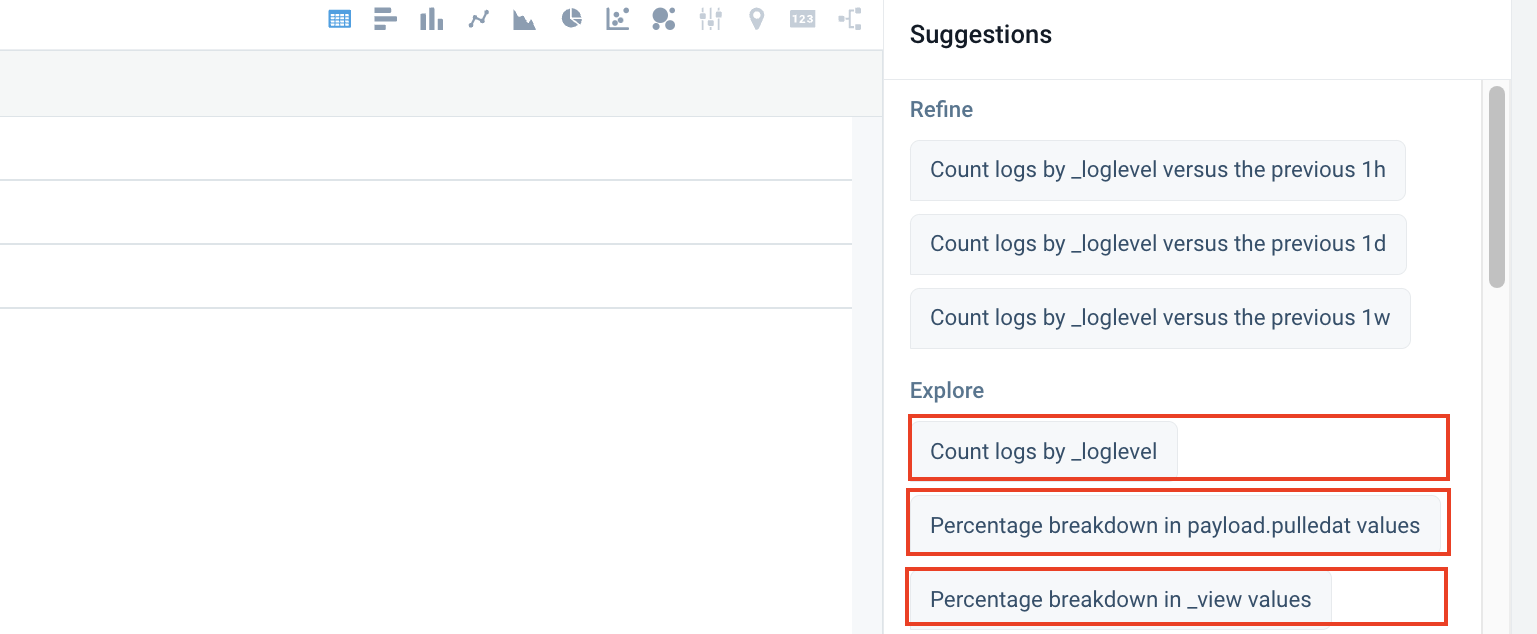 123
Suggestions
Refine
Count logs by _loglevel versus the previous 1h
Count logs by _loglevel versus the previous 1d
Count logs by _loglevel versus the previous 1w
Explore
Count logs by _loglevel
Percentage breakdown in payload.pulledat values
Percentage breakdown in _view values